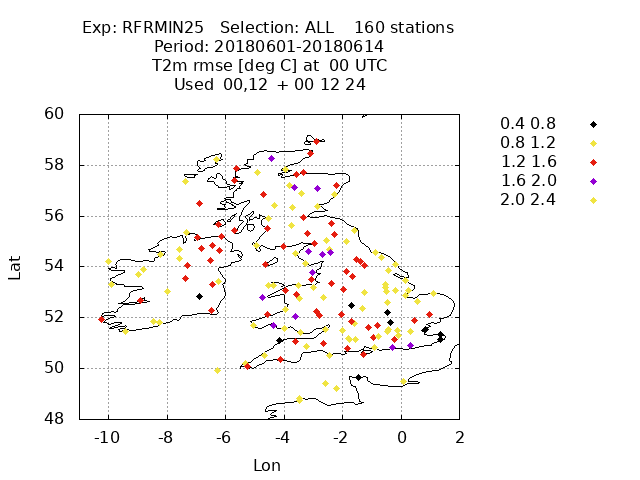 Exp: RFRMIN25   Selection: ALL    160 stations
Period: 20180601-20180614
T2m rmse [deg C] at  00 UTC
Used  00,12  + 00 12 24
60
58
56
54
52
50
48
Lat
-10 -8 -6 -4 -2 0 2
Lon
0.4 0.8
0.8 1.2
1.2 1.6
1.6 2.0
2.0 2.4